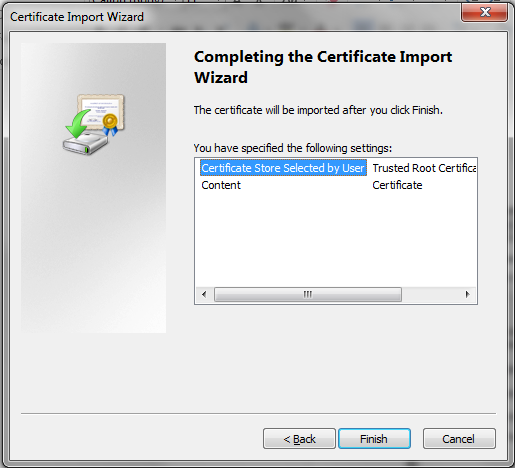 Certificate Import Wizard
Completing the Certificate Import
Wizard
The certificate will be imported after you click Finish.
You have specified the following settings:
Certificate Store Selected by User Trusted Root Certifica
Content Certificate
< Back Finish Cancel